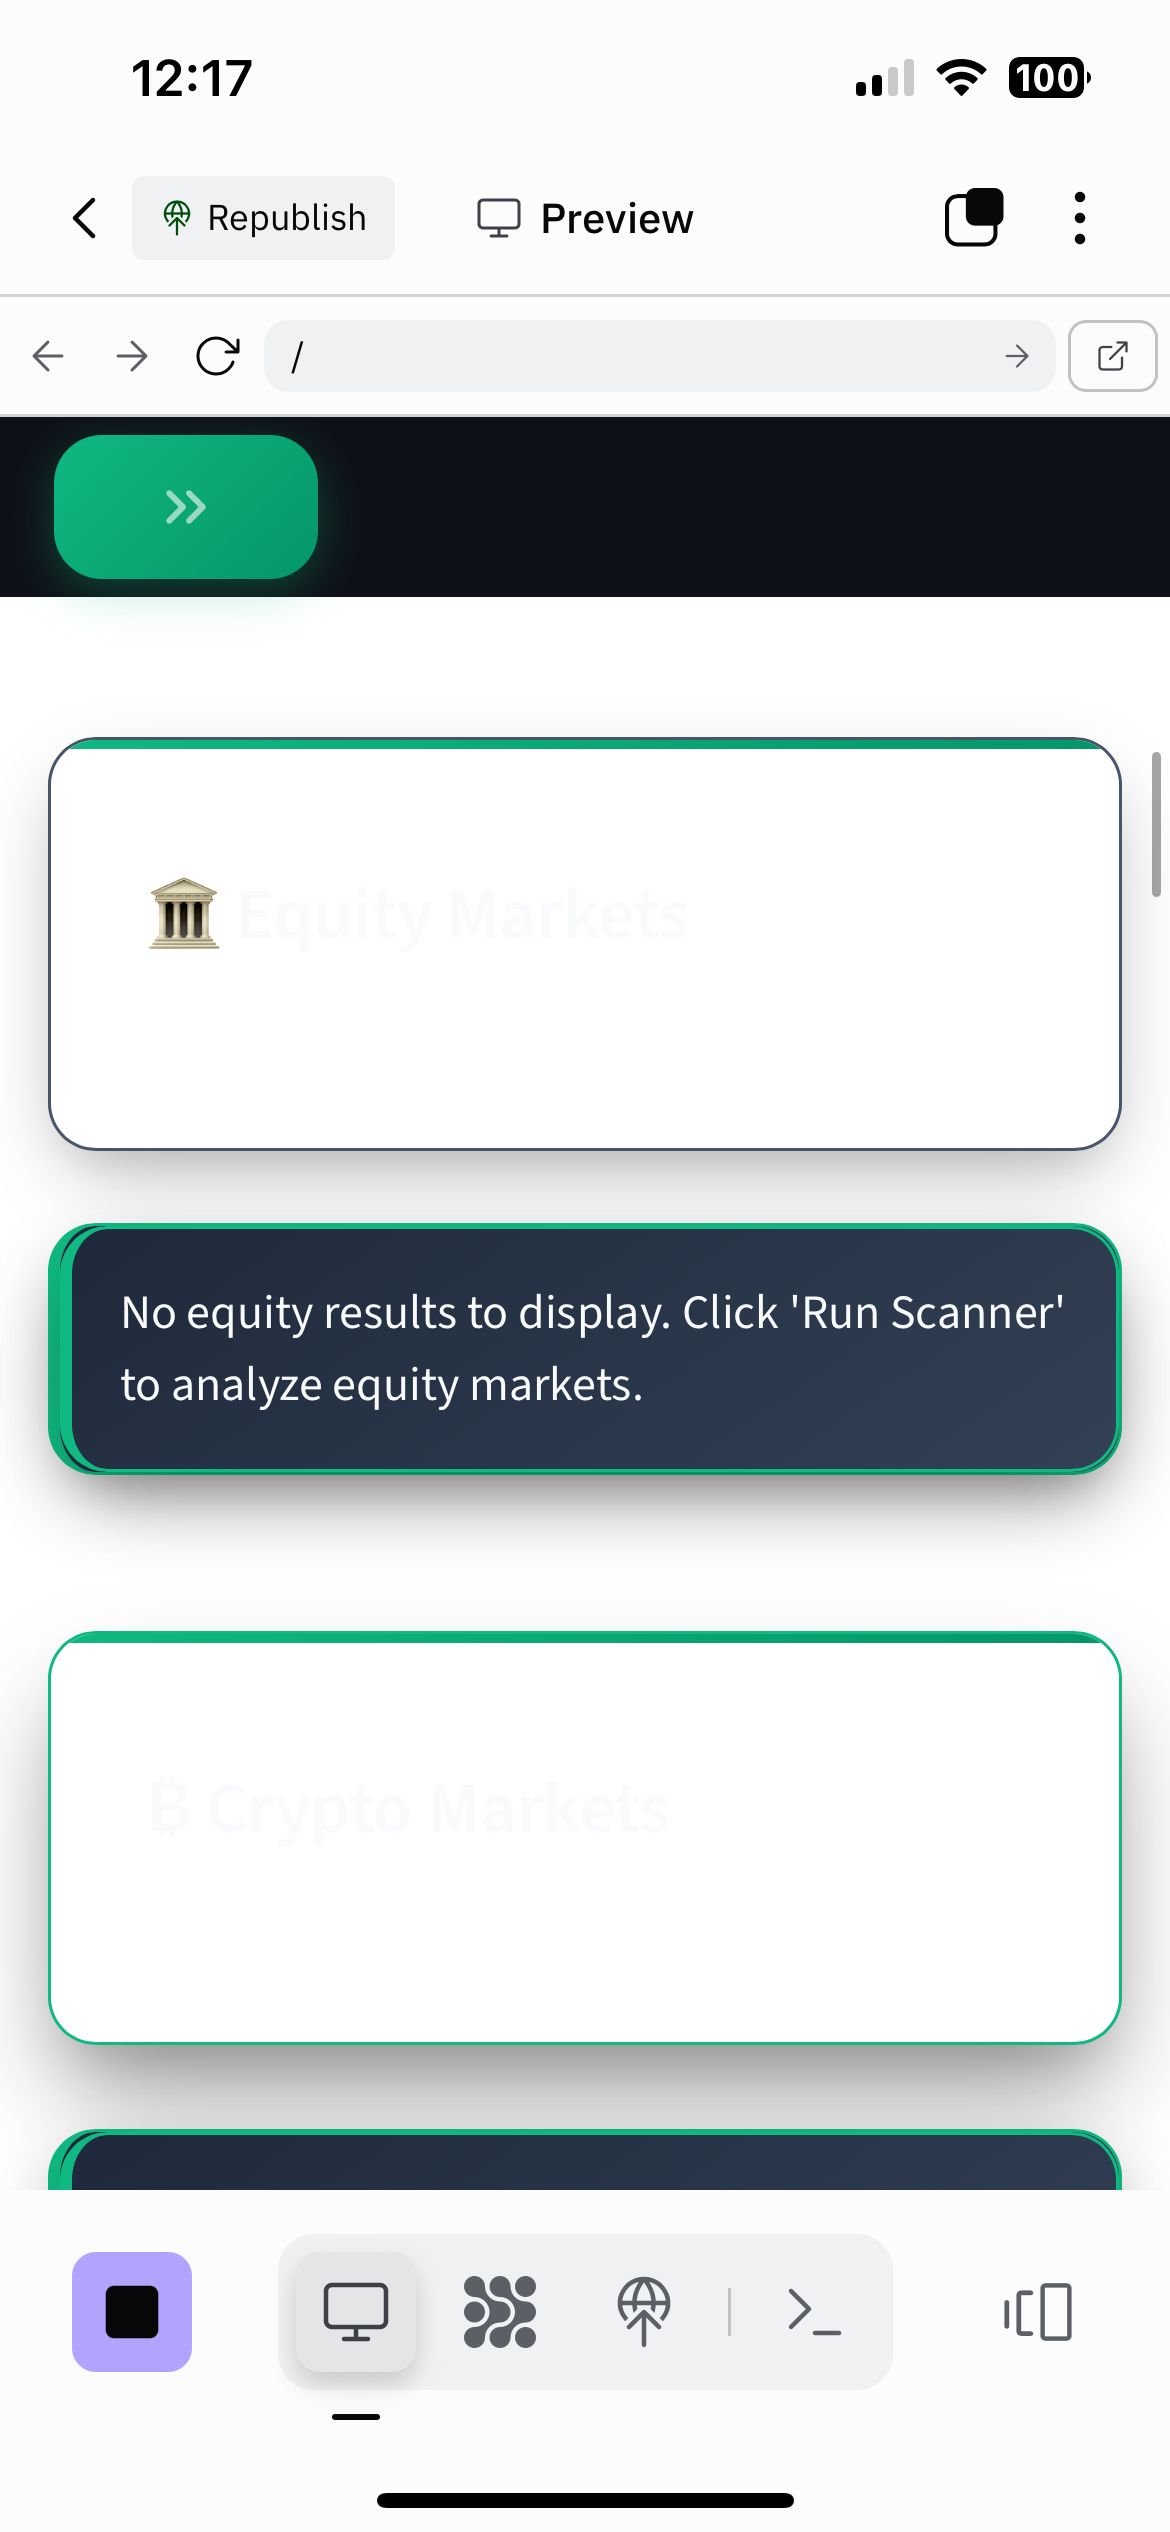 12:17
100
Republish
Preview
/
Equity Markets
No equity results to display. Click 'Run Scanner'
to analyze equity markets.
₿ Crypto Markets